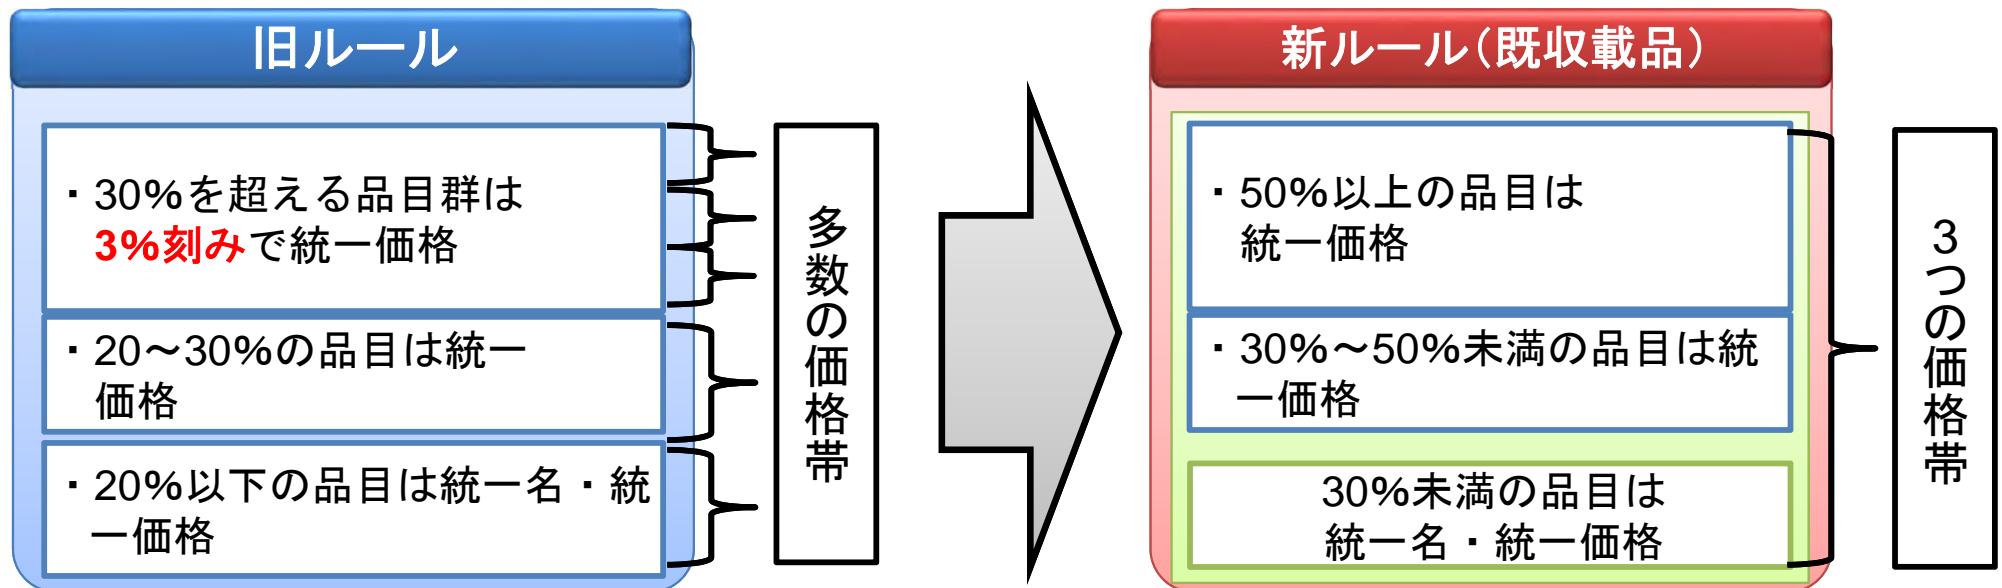 旧ルール
・30%を超える品目群は
3%刻みで統一価格
・20～30%の品目は統一
価格
・20%以下の品目は統一名・統
一価格
多数の価格帯
新ルール（既収載品）
・50%以上の品目は
統一価格
・30%～50%未満の品目は統
一価格
30%未満の品目は
統一名・統一価格
3つの価格帯